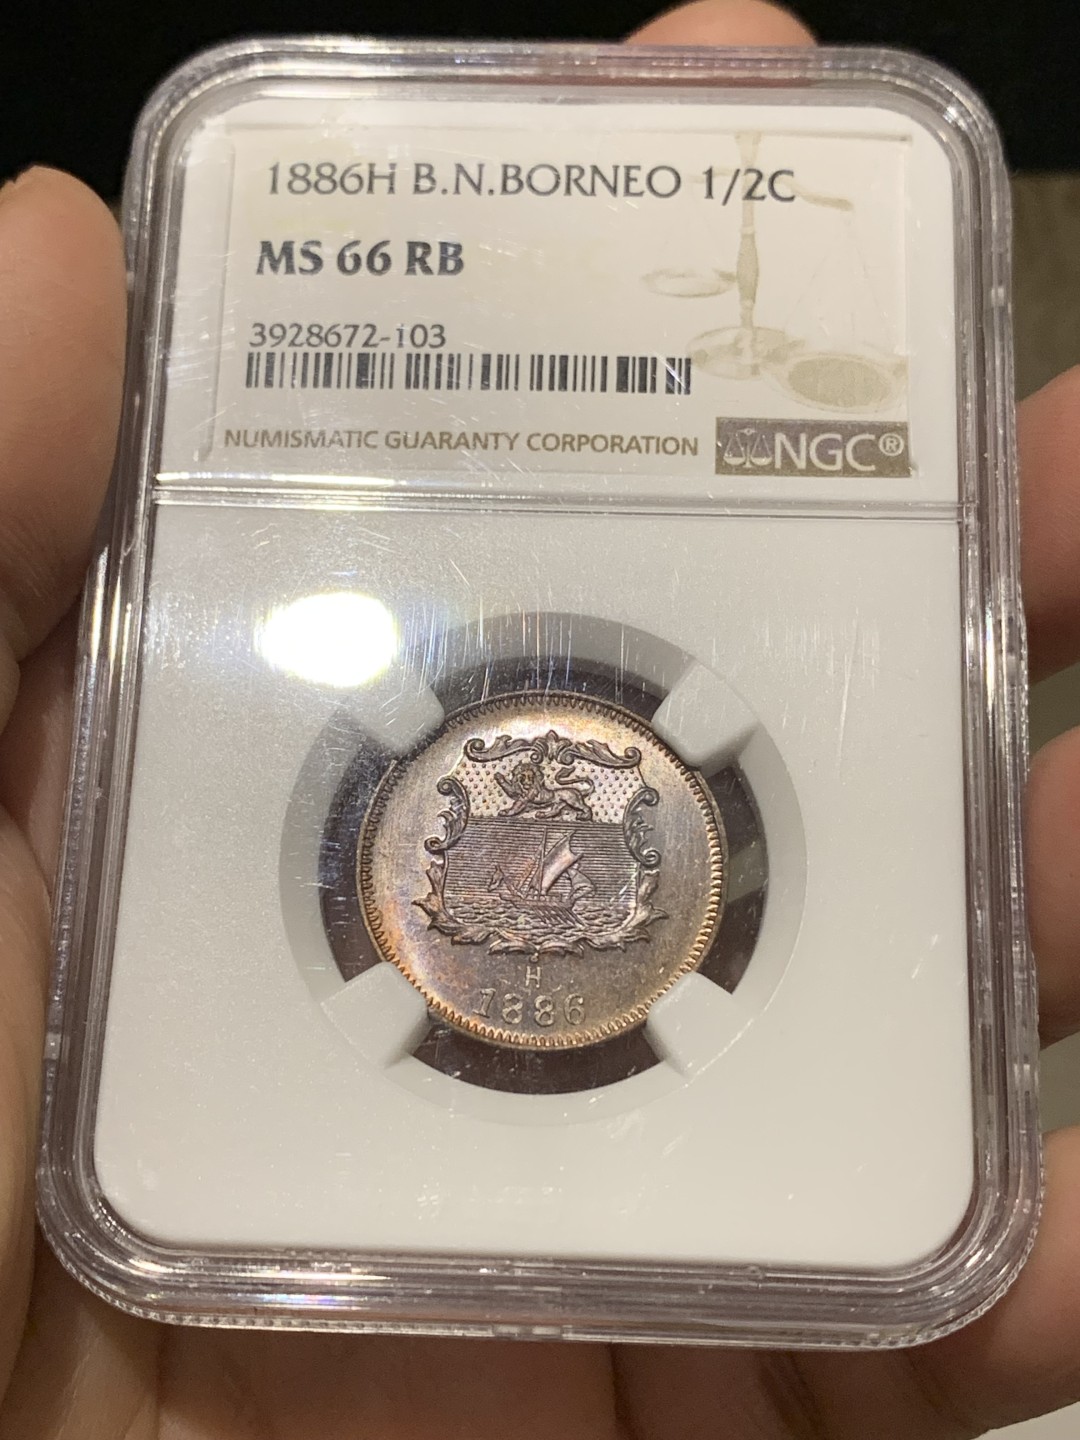 1886H B.N.BORNEO 1/2C
MS 66 RB
3928672-103
NUMISMATIC GUARANTY CORPORATION NGC®
H
1886